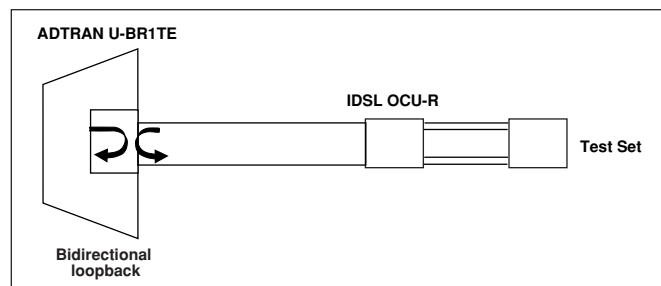 ADTRAN U-BR1TE
IDSL OCU-R
Test Set
Bidirectional
loopback